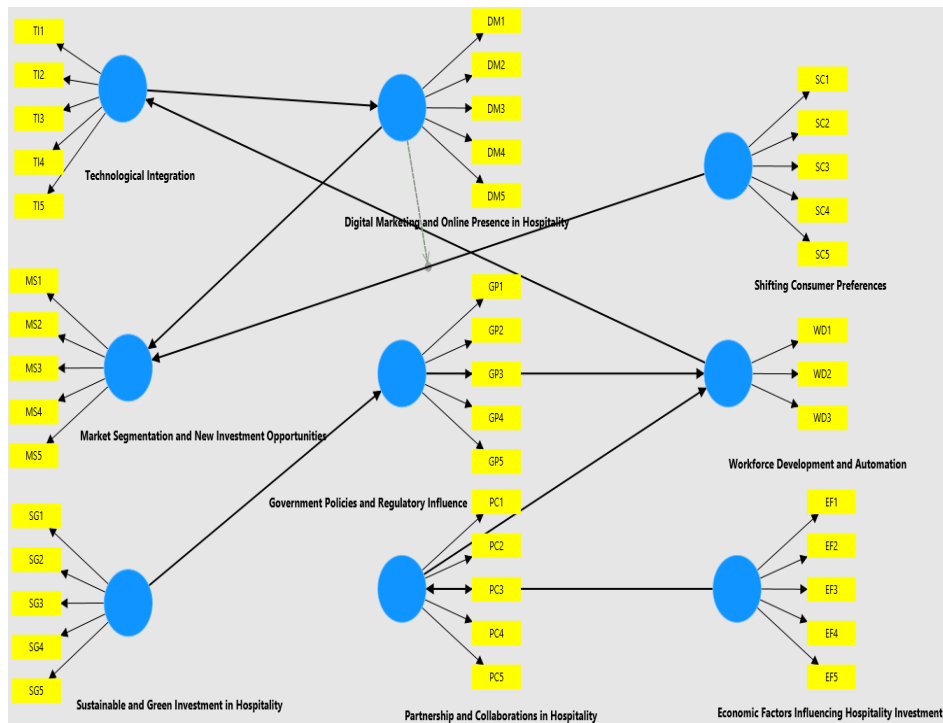 TI1
TI2
TI3
TI4
TI5
Technological Integration
DM1
DM2
DM3
DM4
DM5
Digital Marketing and Online Presence in Hospitality
SC1
SC2
SC3
SC4
SC5
Shifting Consumer Preferences
MS1
MS2
MS3
MS4
MS5
Market Segmentation and New Investment Opportunities
GP1
GP2
GP3
GP4
GP5
Government Policies and Regulatory Influence
WD1
WD2
WD3
Workforce Development and Automation
SG1
SG2
SG3
SG4
SG5
Sustainable and Green Investment in Hospitality
PC1
PC2
PC3
PC4
PC5
Partnership and Collaborations in Hospitality
EF1
EF2
EF3
EF4
EF5
Economic Factors Influencing Hospitality Investment